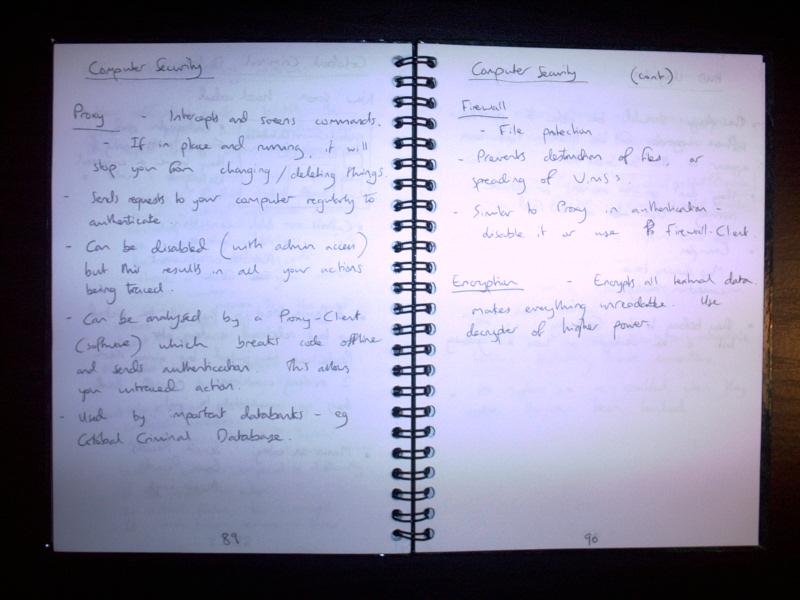 Computer Security
Proxy - Intercepts and screens commands.
- If in place and running, it will
stop you from changing/deleting things.
- Sends requests to your computer regularly to
authenticate.
- Can be disabled (with admin access)
but this results in all your actions
being traced.
- Can be analysed by a Proxy-Client
(software) which breaks code offline
and sends authentication. This allows
you untraced action.
- Used by important databanks - eg
Global Criminal Database.
89
Computer Security (cont)
Firewall
- File protection
- Prevents destruction of files, or
spreading of
- Similar to Proxy in authentication -
disable it or use Firewall-Client.
Encryption - Encrypts all textual data.
makes everything unreadable. Use
decrypter of higher power.
90